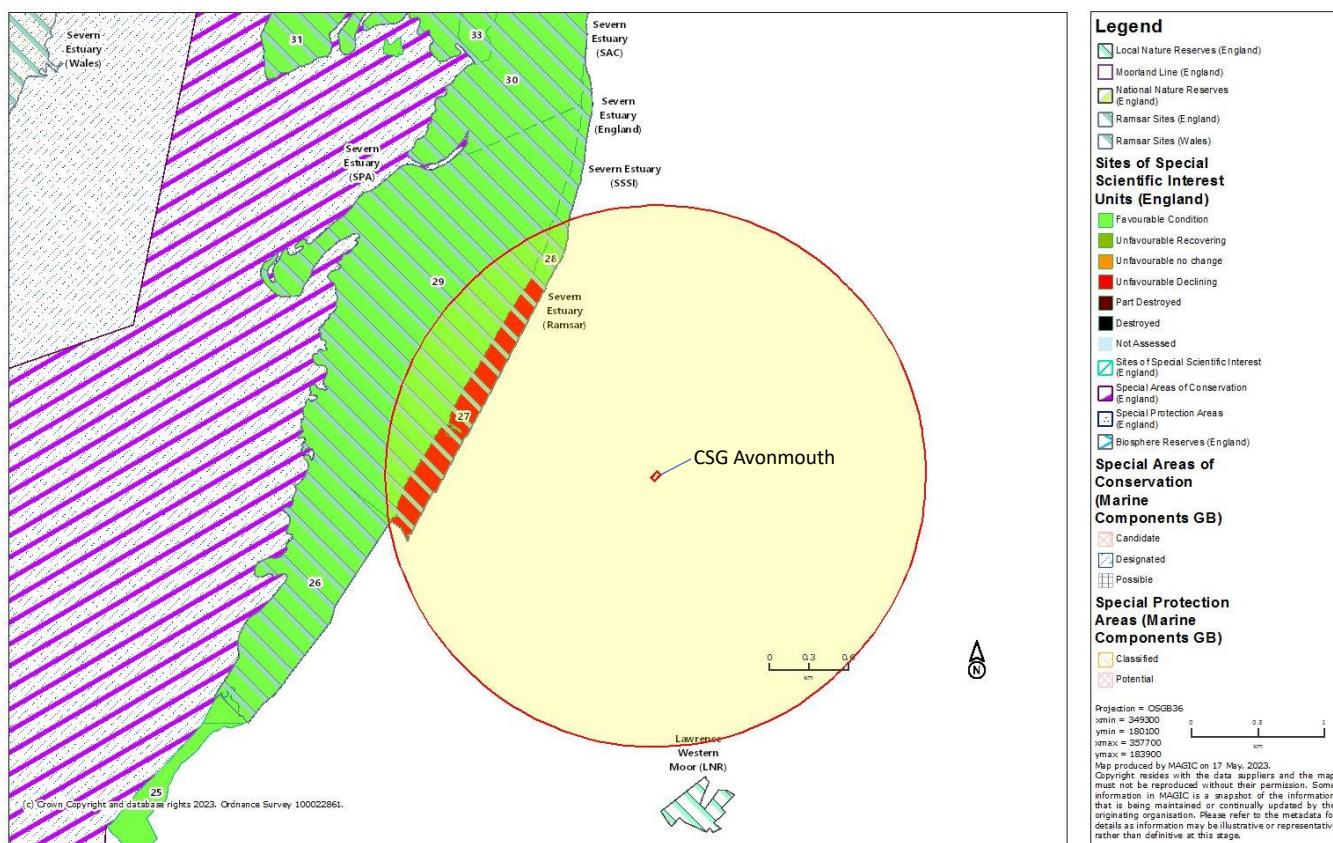 Severn
Estuary
(Wales)
31
33
30
Severn
Estuary
(SAC)
Severn
Estuary
(England)
Severn
Estuary
(SPA)
Severn Estuary
(SSSI)
28
29
Severn
Estuary
(Ramsar)
27
CSG Avonmouth
26
0 0.3 0.6
km
N
Lawrence
Weston
Moor (LNR)
25
(c) Crown Copyright and database rights 2023. Ordnance Survey 100022861.
Legend
Local Nature Reserves (England)
Moorland Line (England)
National Nature Reserves
(England)
Ramsar Sites (England)
Ramsar Sites (Wales)
Sites of Special
Scientific Interest
Units (England)
Favourable Condition
Unfavourable Recovering
Unfavourable no change
Unfavourable Declining
Part Destroyed
Destroyed
Not Assessed
Sites of Special Scientific Interest
(England)
Special Areas of Conservation
(England)
Special Protection Areas
(England)
Biosphere Reserves (England)
Special Areas of
Conservation
(Marine
Components GB)
Candidate
Designated
Possible
Special Protection
Areas (Marine
Components GB)
Classified
Potential
Projection = OSGB36
xmin = 349300
ymin = 180100
xmax = 357700
ymax = 183900
0 0.5 1
km
Map produced by MAGIC on 17 May, 2023.
Copyright resides with the data suppliers and the map
must not be reproduced without their permission. Some
information in MAGIC is a snapshot of the information
that is being maintained or continually updated by the
originating organisation. Please refer to the metadata for
details as information may be illustrative or representative
rather than definitive at this stage.